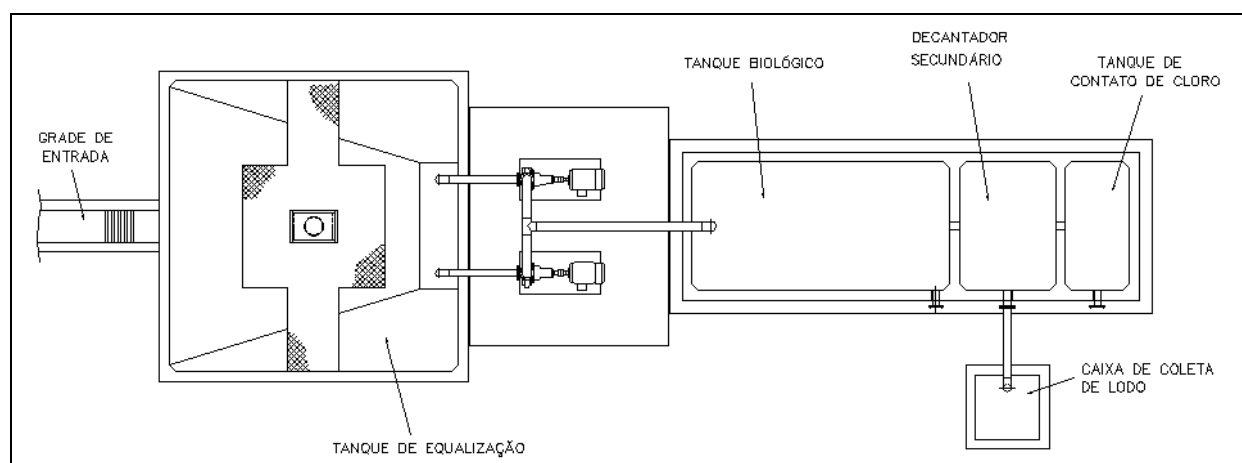 GRADE DE
ENTRADA
TANQUE DE EQUALIZAÇÃO
TANQUE BIOLÓGICO
DECANTADOR
SECUNDÁRIO
TANQUE DE
CONTATO DE CLORO
CAIXA DE COLETA
DE LODO